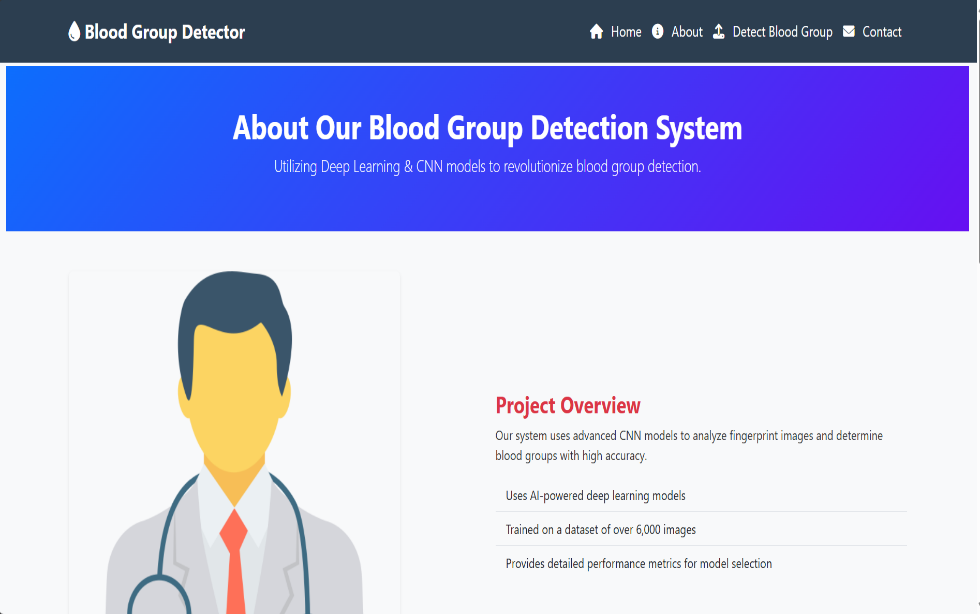 Blood Group Detector
Home About Detect Blood Group Contact
About Our Blood Group Detection System
Utilizing Deep Learning & CNN models to revolutionize blood group detection.
Project Overview
Our system uses advanced CNN models to analyze fingerprint images and determine
blood groups with high accuracy.
Uses AI-powered deep learning models
Trained on a dataset of over 6,000 images
Provides detailed performance metrics for model selection